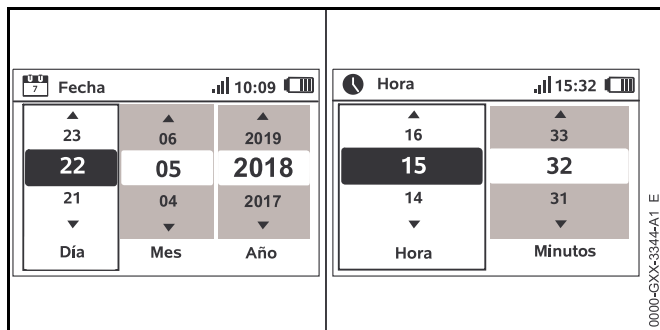 7 Fecha 10:09
23 06 2019
22 05 2018
21 04 2017
Día Mes Año
Hora 15:32
16 33
15 32
14 31
Hora Minutos
0000-GXX-3344-A1 E